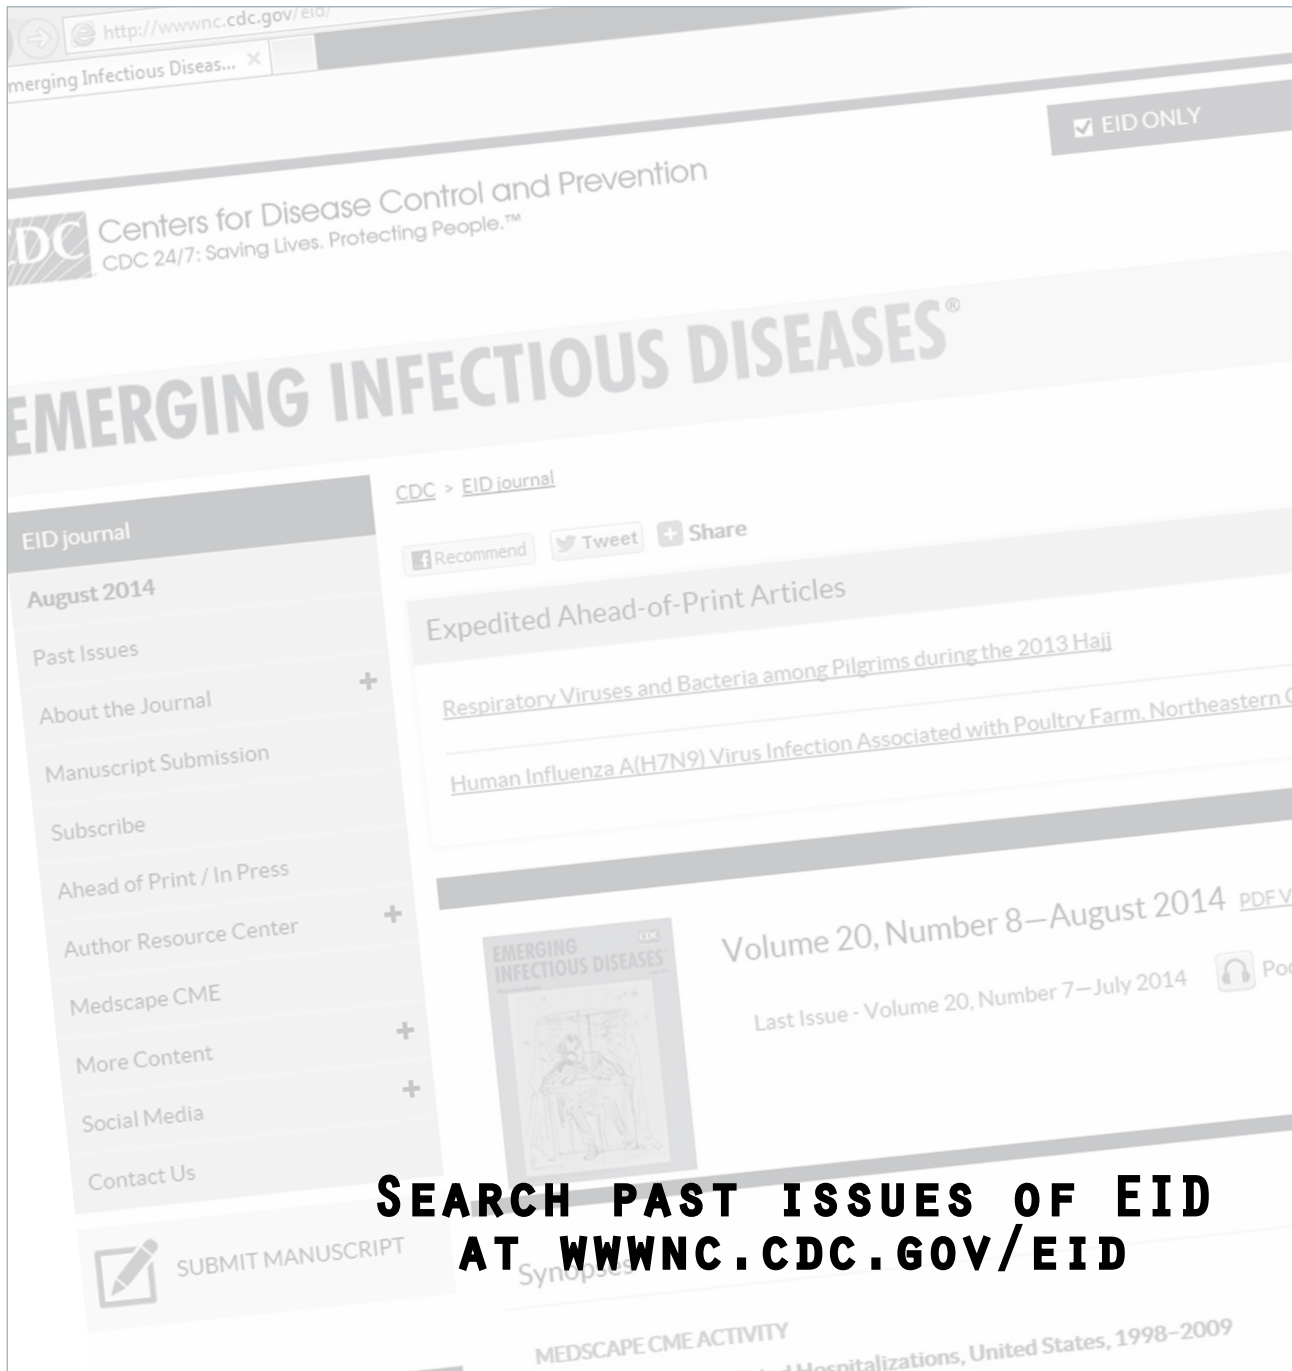 http://wwwnc.cdc.gov/eid/
merging Infectious Diseas...
EID ONLY
CDC
Centers for Disease Control and Prevention
CDC 24/7: Saving Lives. Protecting People.™
EMERGING INFECTIOUS DISEASES®
CDC > EID journal
Recommend Tweet Share
EID journal
August 2014
Past Issues
About the Journal
Manuscript Submission
Subscribe
Ahead of Print / In Press
Author Resource Center
Medscape CME
More Content
Social Media
Contact Us
SUBMIT MANUSCRIPT
Expedited Ahead-of-Print Articles
Respiratory Viruses and Bacteria among Pilgrims during the 2013 Hajj
Human Influenza A(H7N9) Virus Infection Associated with Poultry Farm, Northeastern C
EMERGING
INFECTIOUS DISEASES®
CDC
Volume 20, Number 8—August 2014 PDF V
Last Issue - Volume 20, Number 7—July 2014
Poc
SEARCH PAST ISSUES OF EID
AT WWWNC.CDC.GOV/EID
Synopses
MEDSCAPE CME ACTIVITY
Hospitalizations, United States, 1998–2009